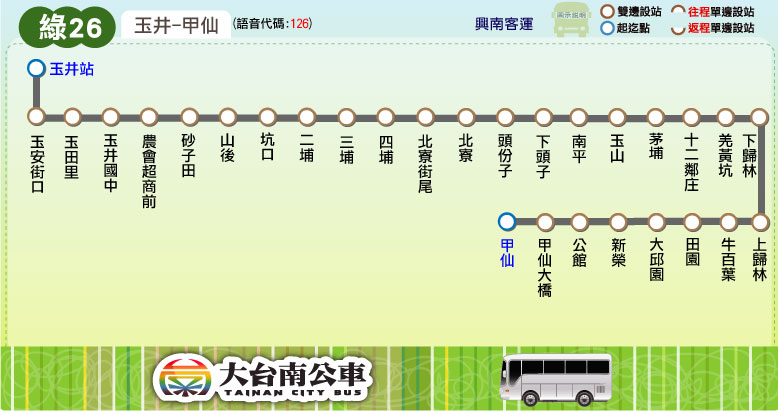 綠26
玉井-甲仙
(語音代碼:126)
興南客運
圖示說明
雙邊設站
往程單邊設站
起迄點
返程單邊設站
玉井站
玉安街口
玉田里
玉井國中
農會超商前
砂子田
山後
坑口
二埔
三埔
四埔
北寮街尾
北寮
頭份子
下頭子
南平
玉山
茅埔
十二鄰庄
羌黃坑
下歸林
上歸林
牛百葉
田園
大邱園
新榮
公館
甲仙大橋
甲仙
大台南公車
TAINAN CITY BUS